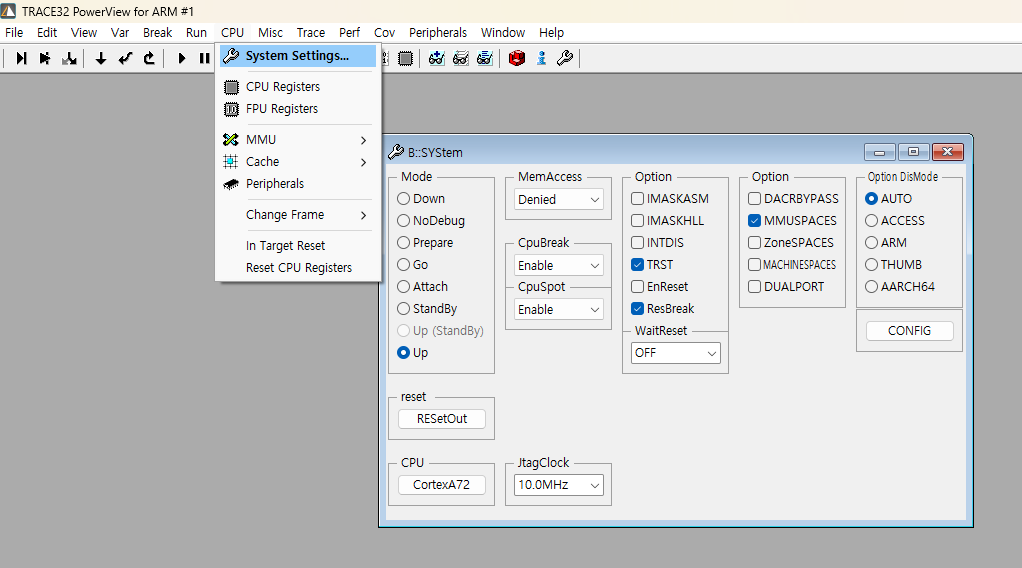 TRACE32 PowerView for ARM #1
File Edit View Var Break Run CPU Misc Trace Perf Cov Peripherals Window Help
System Settings...
CPU Registers
FPU Registers
MMU
Cache
Peripherals
Change Frame
In Target Reset
Reset CPU Registers
B::SYStem
Mode
Down
NoDebug
Prepare
Go
Attach
StandBy
Up (StandBy)
Up
reset
RESetOut
CPU
CortexA72
MemAccess
Denied
CpuBreak
Enable
CpuSpot
Enable
JtagClock
10.0MHz
Option
IMASKASM
IMASKHLL
INTDIS
TRST
EnReset
ResBreak
WaitReset
OFF
Option
DACRBYPASS
MMUSPACES
ZoneSPACES
MACHINESPACES
DUALPORT
Option DisMode
AUTO
ACCESS
ARM
THUMB
AARCH64
CONFIG